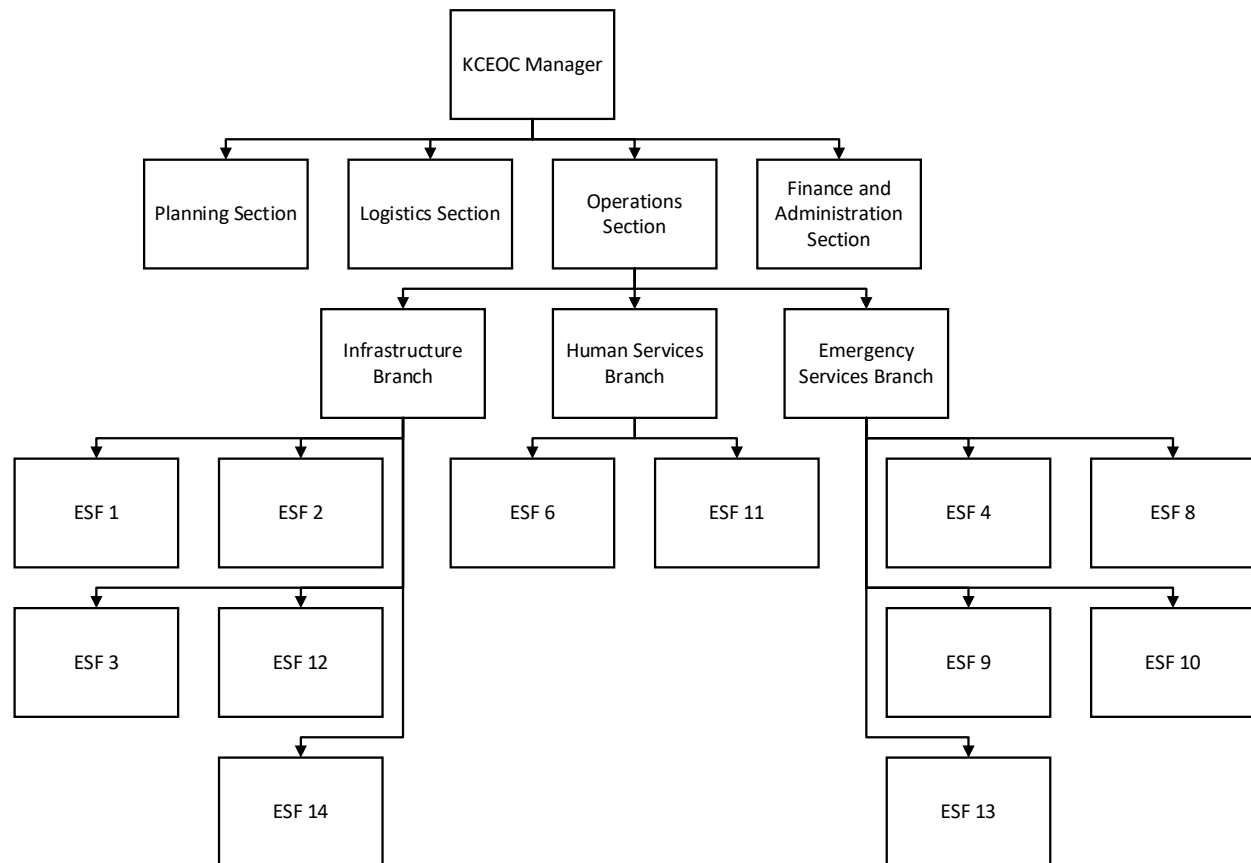 KCEOC Manager
Planning Section
Logistics Section
Operations
Section
Finance and
Administration
Section
Infrastructure
Branch
Human Services
Branch
Emergency
Services Branch
ESF 1
ESF 2
ESF 6
ESF 11
ESF 4
ESF 8
ESF 3
ESF 12
ESF 9
ESF 10
ESF 14
ESF 13